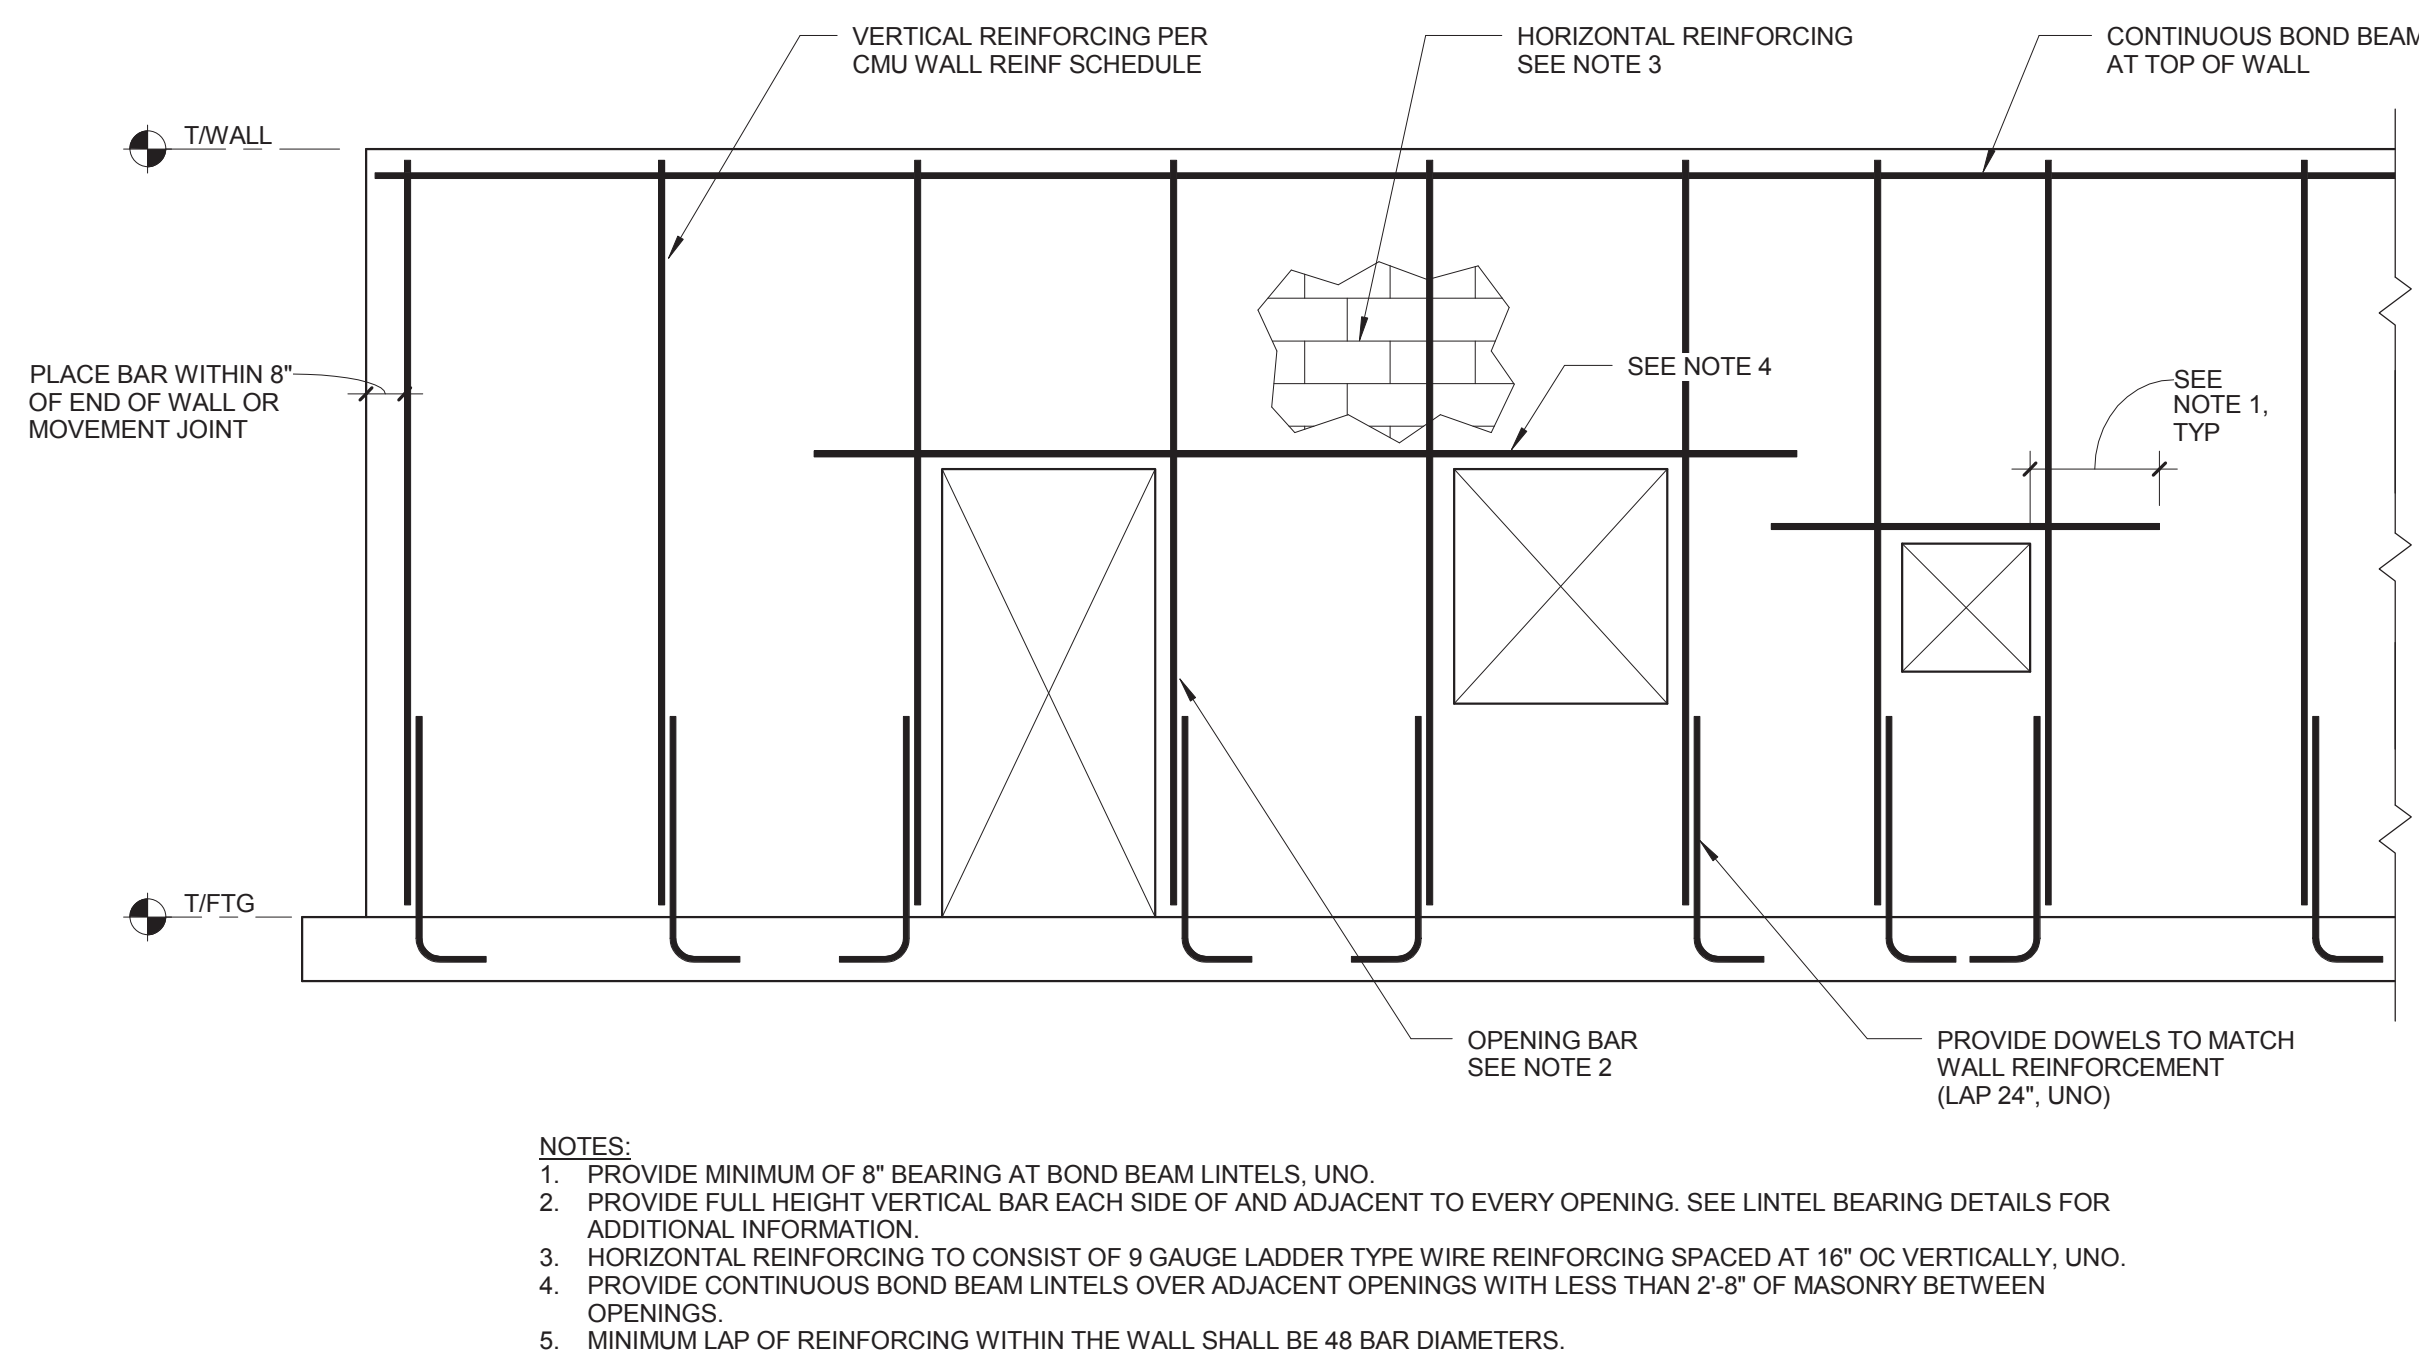 VERTICAL REINFORCING PER
CMU WALL REINF SCHEDULE
HORIZONTAL REINFORCING
SEE NOTE 3
CONTINUOUS BOND BEAM
AT TOP OF WALL
T/WALL
PLACE BAR WITHIN 8"
OF END OF WALL OR
MOVEMENT JOINT
SEE NOTE 4
SEE
NOTE 1,
TYP
T/FTG
OPENING BAR
SEE NOTE 2
PROVIDE DOWELS TO MATCH
WALL REINFORCEMENT
(LAP 24", UNO)
NOTES:
1. PROVIDE MINIMUM OF 8" BEARING AT BOND BEAM LINTELS, UNO.
2. PROVIDE FULL HEIGHT VERTICAL BAR EACH SIDE OF AND ADJACENT TO EVERY OPENING. SEE LINTEL BEARING DETAILS FOR
ADDITIONAL INFORMATION.
3. HORIZONTAL REINFORCING TO CONSIST OF 9 GAUGE LADDER TYPE WIRE REINFORCING SPACED AT 16" OC VERTICALLY, UNO.
4. PROVIDE CONTINUOUS BOND BEAM LINTELS OVER ADJACENT OPENINGS WITH LESS THAN 2'-8" OF MASONRY BETWEEN
OPENINGS.
5. MINIMUM LAP OF REINFORCING WITHIN THE WALL SHALL BE 48 BAR DIAMETERS.